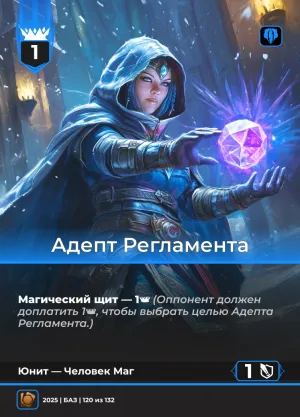 1
Адепт Регламента
Магический щит — 1 (Оппонент должен
доплатить 1, чтобы выбрать целью Адепта
Регламента.)
Юнит — Человек Маг
1
2025 | БАЗ | 120 из 132